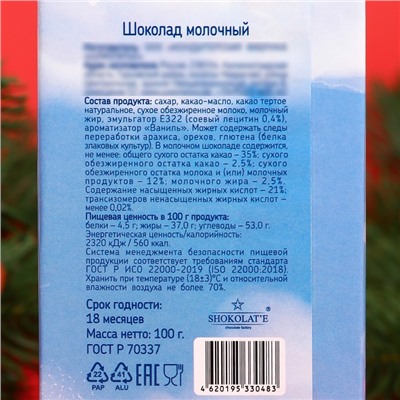 Шоколад молочный
Состав продукта: сахар, какао-масло, какао тертое
натуральное, сухое обезжиренное молоко, молочный
жир, эмульгатор Е322 (соевый лецитин 0,4%),
ароматизатор «Ваниль». Может содержать следы
переработки арахиса, орехов, глютена (белка
злаковых культур). В молочном шоколаде содержится,
не менее: общего сухого остатка какао – 35%; сухого
обезжиренного остатка какао – 2.5%; сухого
обезжиренного остатка молока и (или) молочных
продуктов – 12%; молочного жира – 2,5%.
Содержание насыщенных жирных кислот – 21%;
трансизомеров ненасыщенных жирных кислот – не
менее – 0,02%.
Пищевая ценность в 100 г продукта:
белки – 4,5 г; жиры – 37,0 г; углеводы – 53,0 г.
Энергетическая ценность/калорийность:
2320 кДж / 560 ккал.
Система менеджмента безопасности пищевой
продукции соответствует требованиям стандарта
ГОСТ Р ИСО 22000-2019 (ISO 22000:2018).
Хранить при температуре (18±3)°С и относительной
влажности воздуха не более 70%.
Срок годности:
18 месяцев
Масса нетто: 100 г.
ГОСТ Р 70337
SHOKOLAT'E
chocolate factory
22
PAP
41
ALU
EAC
4 620195 330483 >